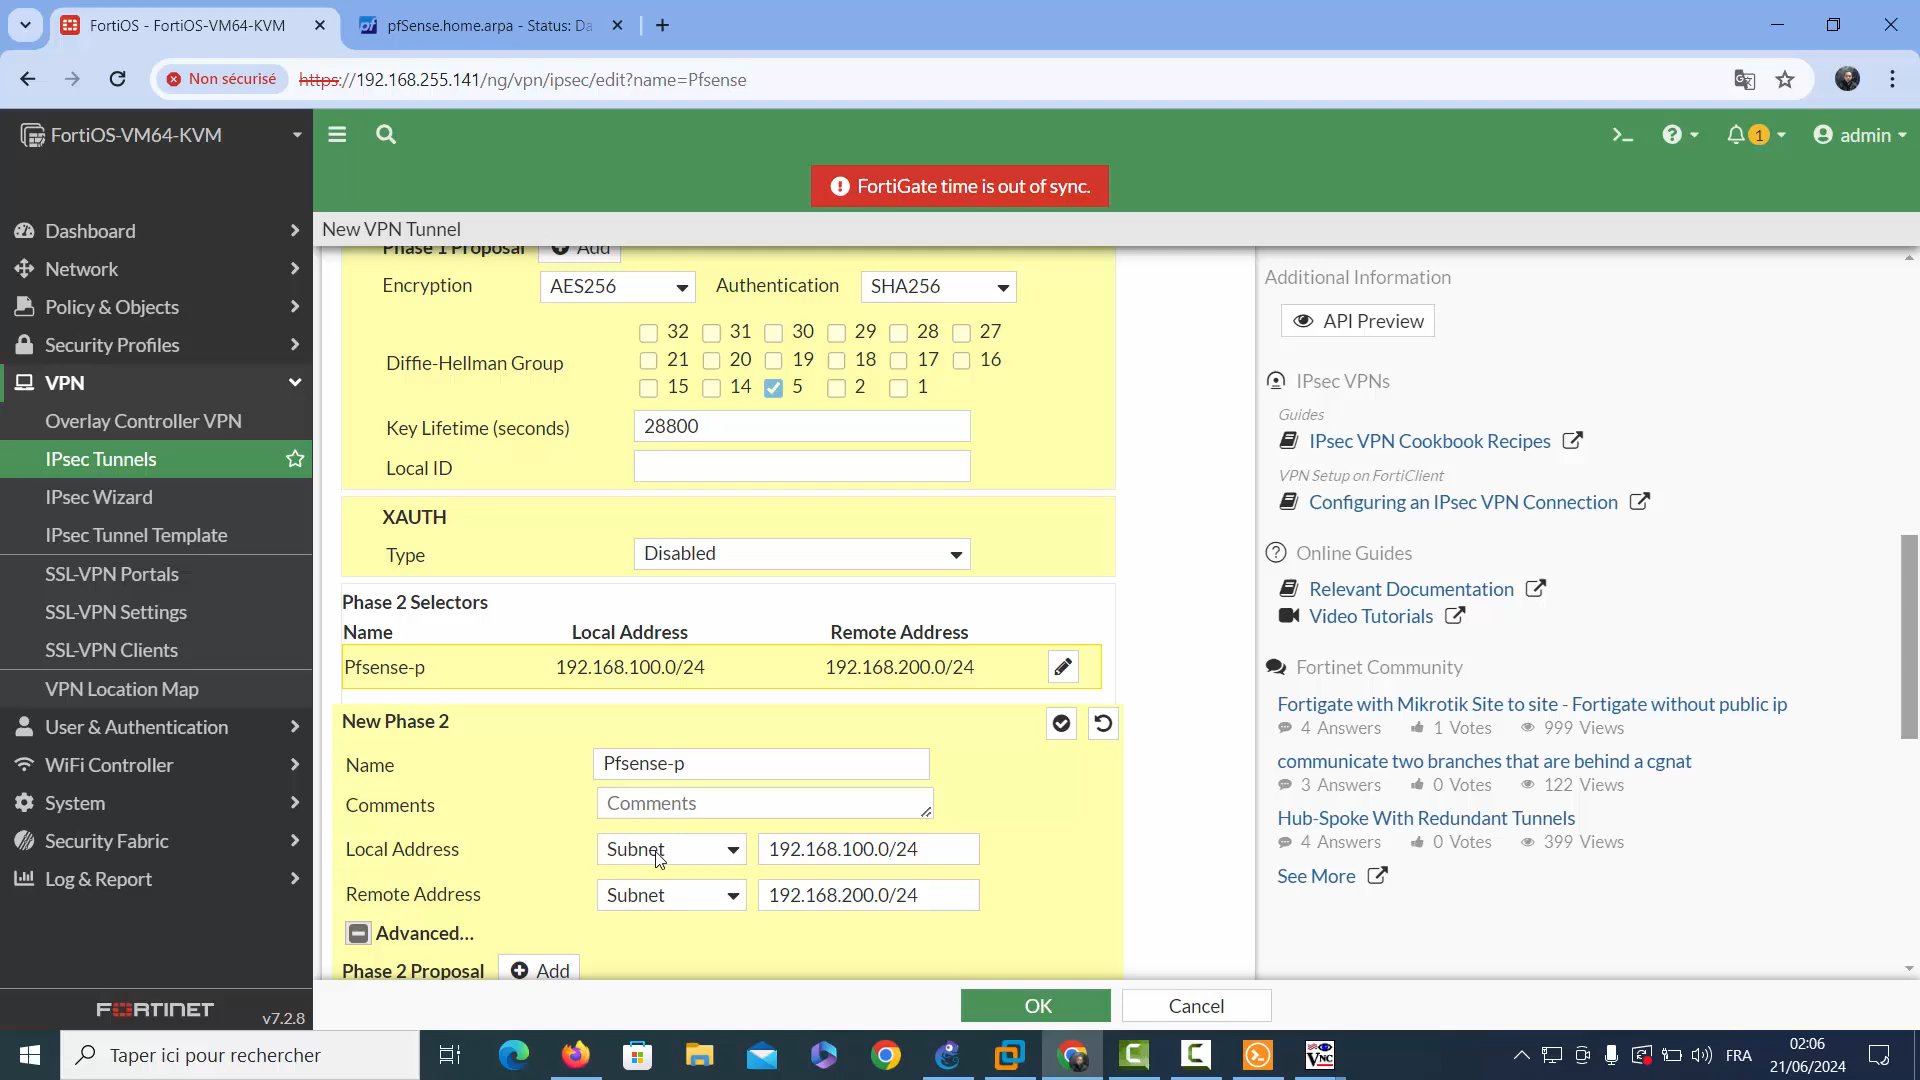 FortiOS - FortiOS-VM64-KVM
pfSense.home.arpa - Status: Da
Non sécurisé
https://192.168.255.141/ng/vpn/ipsec/edit?name=Pfsense
FortiOS-VM64-KVM
1
admin
FortiGate time is out of sync.
New VPN Tunnel
Dashboard
Network
Policy & Objects
Security Profiles
VPN
Overlay Controller VPN
IPsec Tunnels
IPsec Wizard
IPsec Tunnel Template
SSL-VPN Portals
SSL-VPN Settings
SSL-VPN Clients
VPN Location Map
User & Authentication
WiFi Controller
System
Security Fabric
Log & Report
FORTINET
v7.2.8
Phase 1 Proposal Add
Encryption AES256 Authentication SHA256
32 31 30 29 28 27
Diffie-Hellman Group 21 20 19 18 17 16
15 14 5 2 1
Key Lifetime (seconds) 28800
Local ID
XAUTH
Type Disabled
Phase 2 Selectors
Name Local Address Remote Address
Pfsense-p 192.168.100.0/24 192.168.200.0/24
New Phase 2
Name Pfsense-p
Comments Comments
Local Address Subnet 192.168.100.0/24
Remote Address Subnet 192.168.200.0/24
Advanced...
Phase 2 Proposal Add
OK Cancel
Additional Information
API Preview
IPsec VPNs
Guides
IPsec VPN Cookbook Recipes
VPN Setup on FortiClient
Configuring an IPsec VPN Connection
Online Guides
Relevant Documentation
Video Tutorials
Fortinet Community
Fortigate with Mikrotik Site to site - Fortigate without public ip
4 Answers 1 Votes 999 Views
communicate two branches that are behind a cgnat
3 Answers 0 Votes 122 Views
Hub-Spoke With Redundant Tunnels
4 Answers 0 Votes 399 Views
See More
Taper ici pour rechercher
VNC
FRA
02:06
21/06/2024